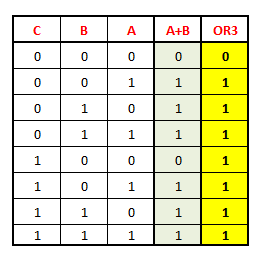 C B A A+B OR3
0 0 0 0 0
0 0 1 1 1
0 1 0 1 1
0 1 1 1 1
1 0 0 0 1
1 0 1 1 1
1 1 0 1 1
1 1 1 1 1